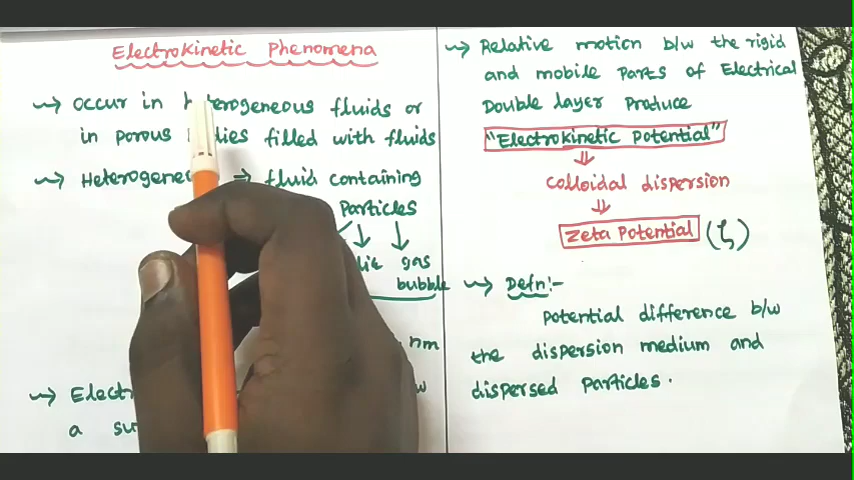 Electrokinetic Phenomena
Occur in heterogeneous fluids or
in porous bodies filled with fluids
fluid containing
Particles
gas
bubble
nm
a
Relative motion b/w the rigid
and mobile parts of Electrical
Double layer Produce
"Electrokinetic Potential"
colloidal dispersion
Zeta Potential (ζ)
Defn:-
Potential difference b/w
the dispersion medium and
dispersed particles.